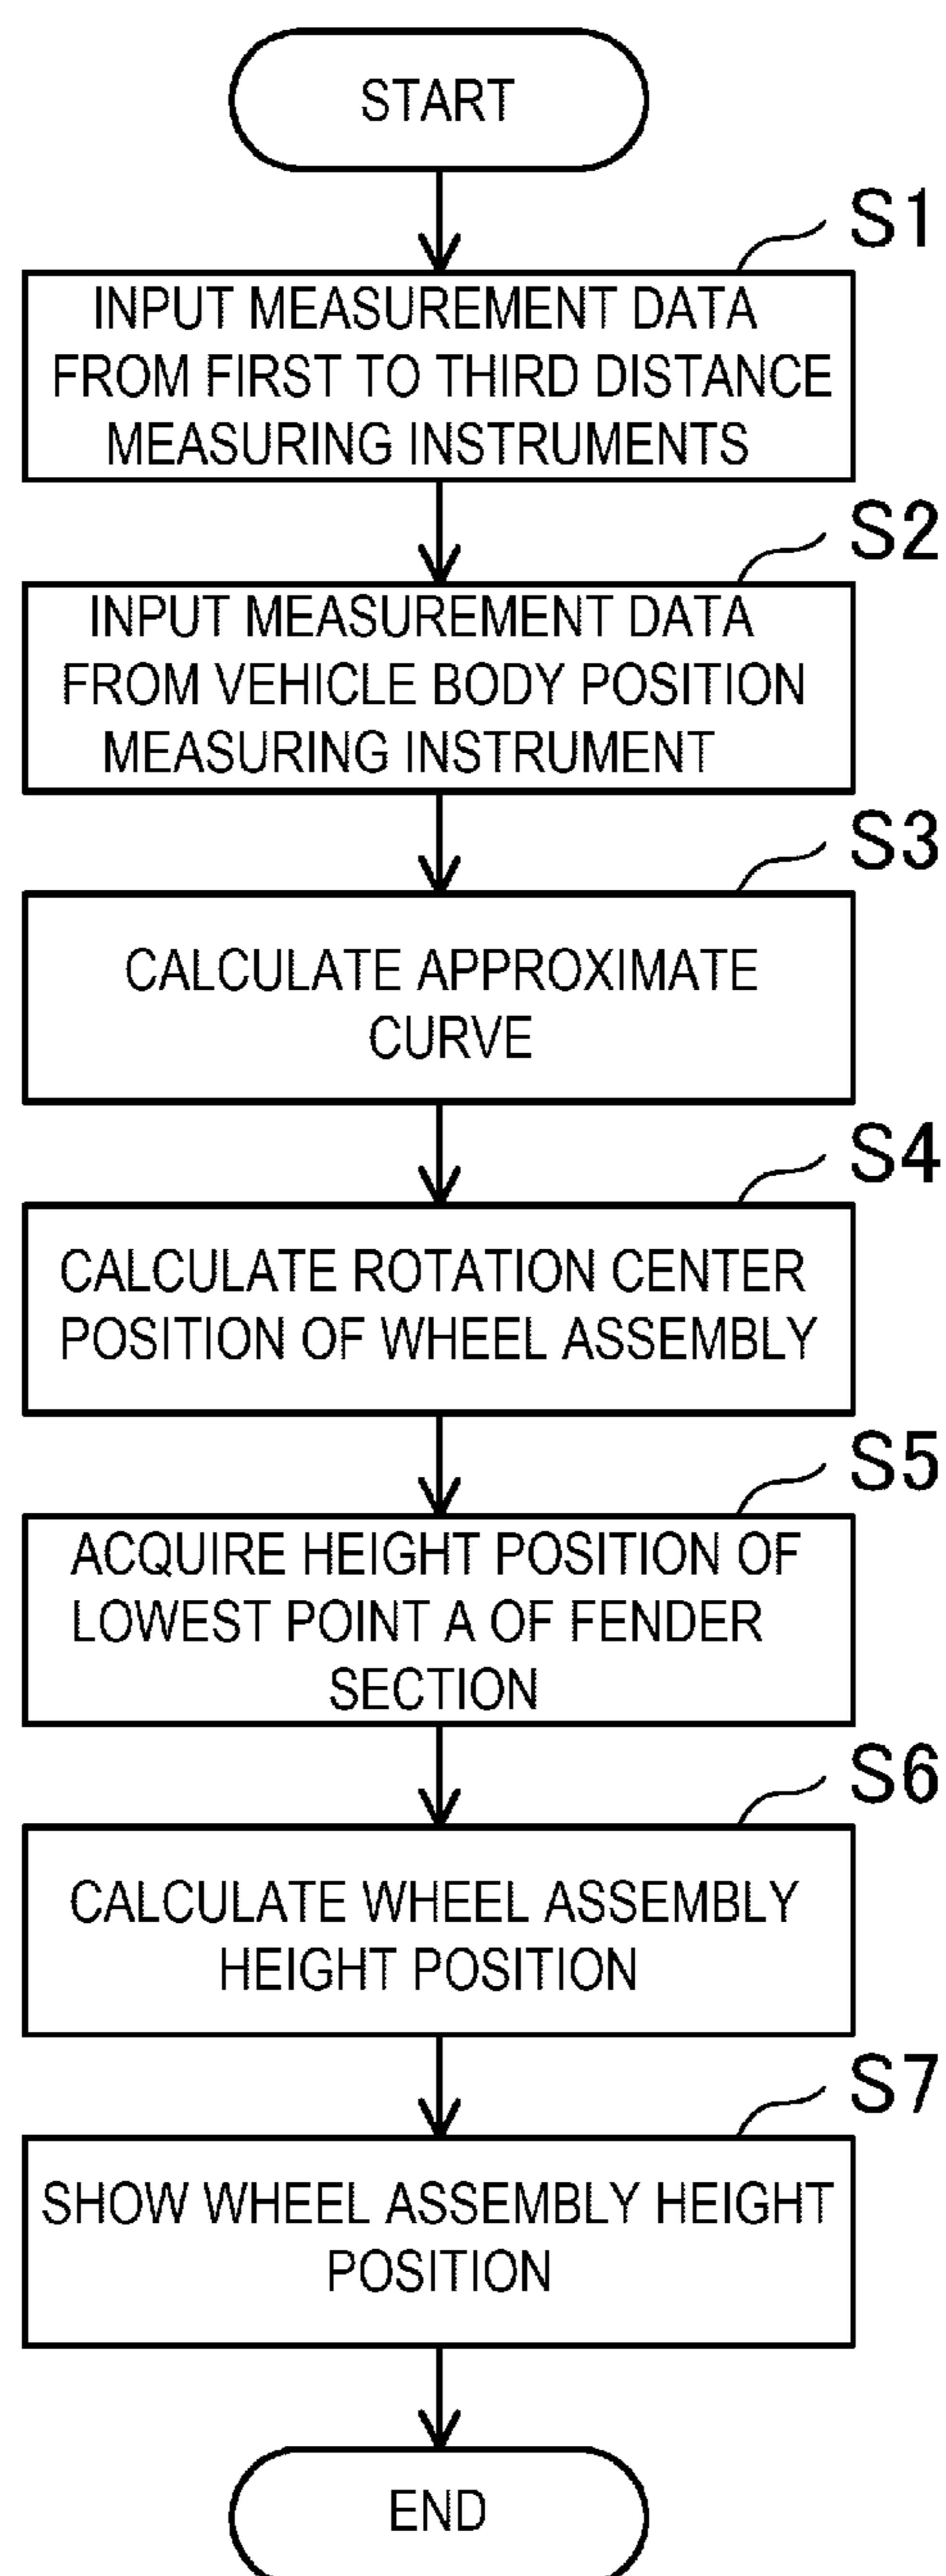 START
S1
INPUT MEASUREMENT DATA
FROM FIRST TO THIRD DISTANCE
MEASURING INSTRUMENTS
S2
INPUT MEASUREMENT DATA
FROM VEHICLE BODY POSITION
MEASURING INSTRUMENT
S3
CALCULATE APPROXIMATE
CURVE
S4
CALCULATE ROTATION CENTER
POSITION OF WHEEL ASSEMBLY
S5
ACQUIRE HEIGHT POSITION OF
LOWEST POINT A OF FENDER
SECTION
S6
CALCULATE WHEEL ASSEMBLY
HEIGHT POSITION
S7
SHOW WHEEL ASSEMBLY HEIGHT
POSITION
END